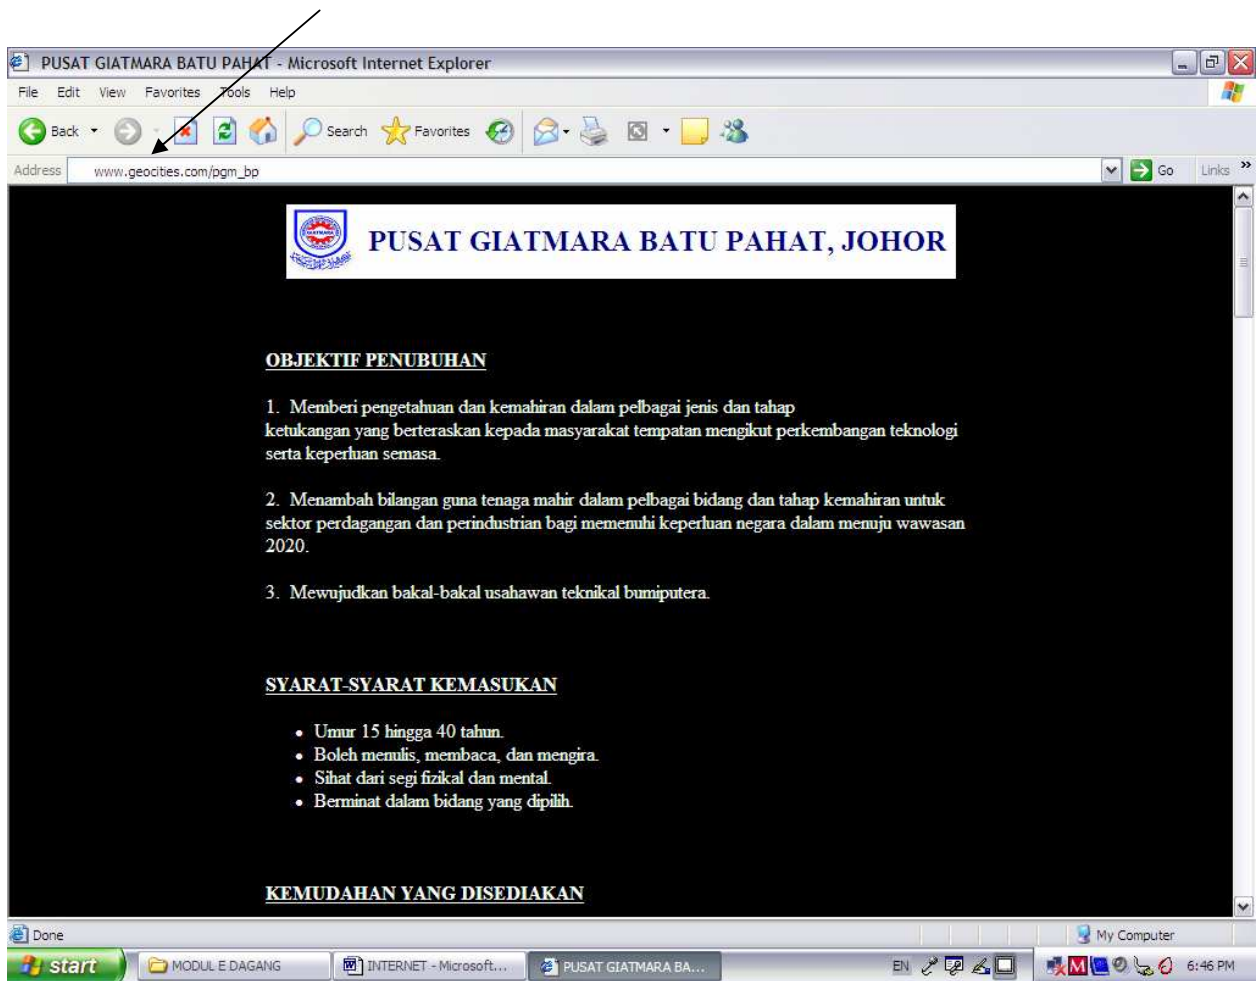 PUSAT GIATMARA BATU PAHAT - Microsoft Internet Explorer
File Edit View Favorites Tools Help
Back Search Favorites
Address www.geocities.com/pgm_bp Go Links »
PUSAT GIATMARA BATU PAHAT, JOHOR
OBJEKTIF PENUBUHAN
1. Memberi pengetahuan dan kemahiran dalam pelbagai jenis dan tahap
ketukangan yang berteraskan kepada masyarakat tempatan mengikut perkembangan teknologi
serta keperluan semasa.
2. Menambah bilangan guna tenaga mahir dalam pelbagai bidang dan tahap kemahiran untuk
sektor perdagangan dan perindustrian bagi memenuhi keperluan negara dalam menuju wawasan
2020.
3. Mewujudkan bakal-bakal usahawan teknikal bumiputera.
SYARAT-SYARAT KEMASUKAN
• Umur 15 hingga 40 tahun.
• Boleh menulis, membaca, dan mengira.
• Sihat dari segi fizikal dan mental.
• Berminat dalam bidang yang dipilih.
KEMUDAHAN YANG DISEDIAKAN
Done My Computer
start MODUL E DAGANG INTERNET - Microsoft... PUSAT GIATMARA BA... EN 6:46 PM